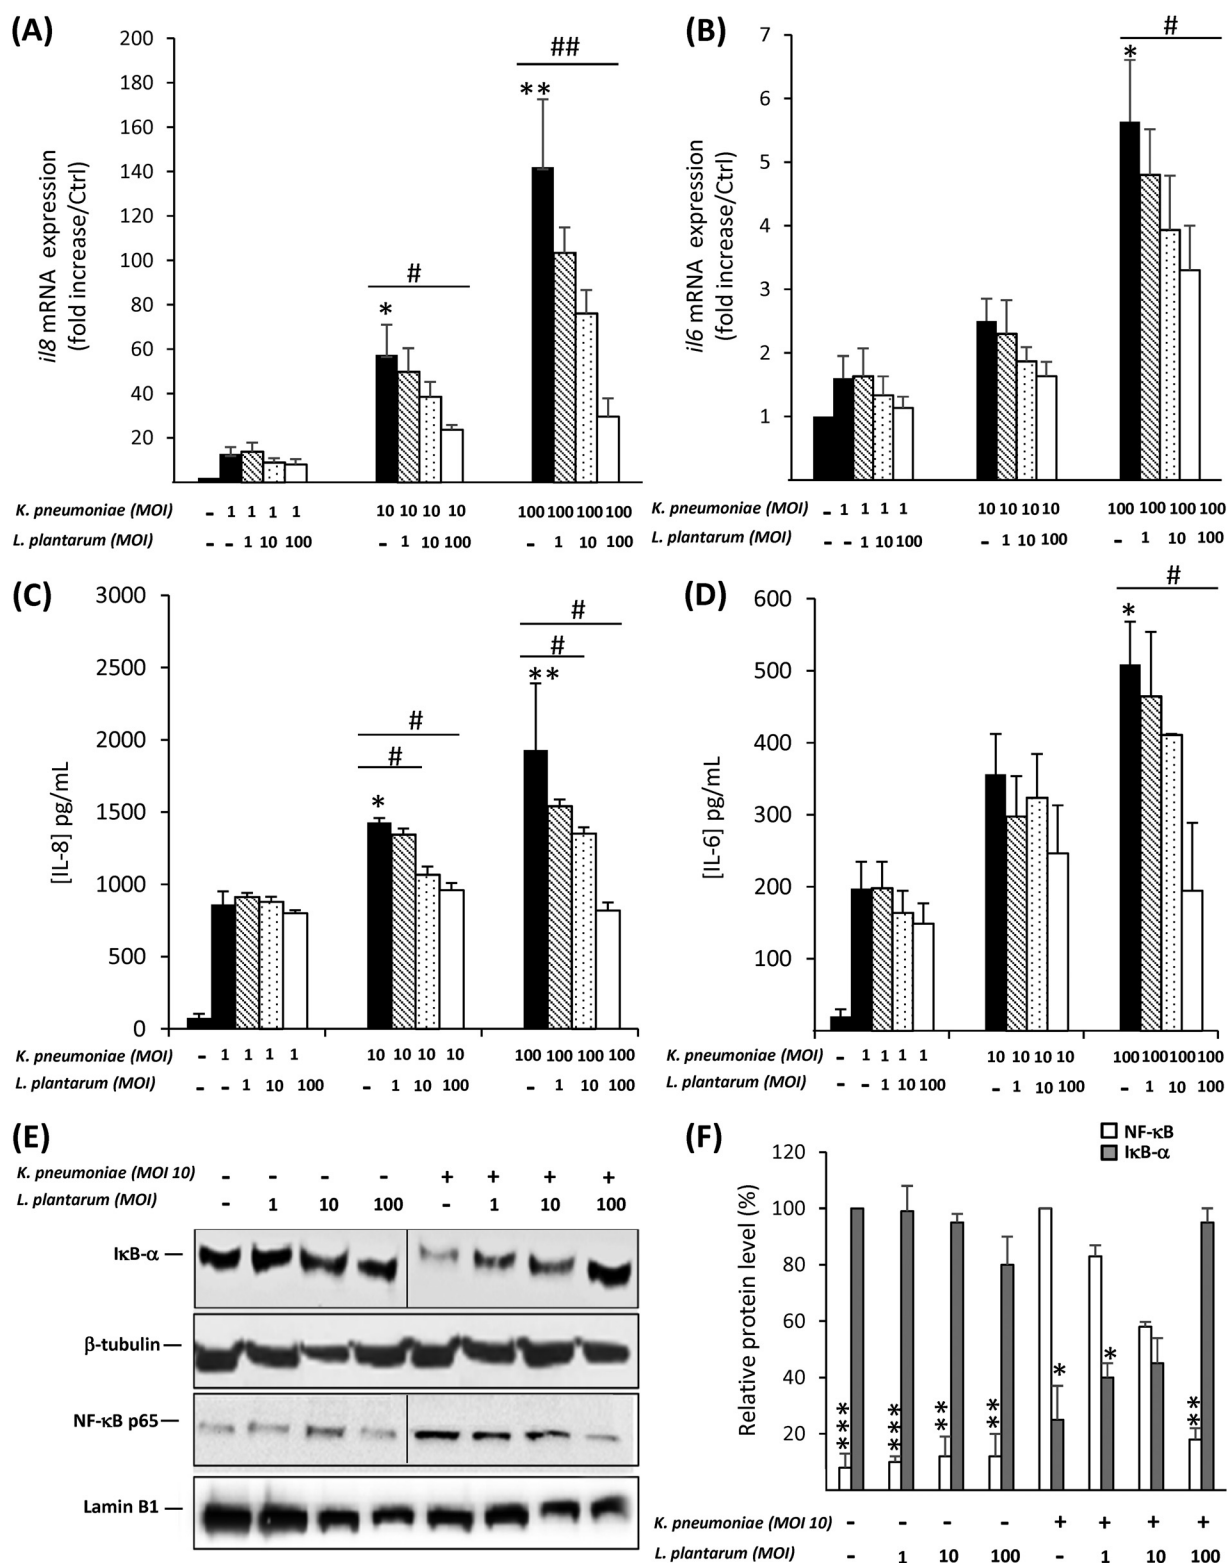 (A)
il8 mRNA expression
(fold increase/Ctrl)
200
180
160
140
120
100
80
60
40
20
*
#
**
##
K. pneumoniae (MOI) - 1 1 1 1 10 10 10 10 100 100 100 100
L. plantarum (MOI) - - 1 10 100 - 1 10 100 - 1 10 100
(B)
il6 mRNA expression
(fold increase/Ctrl)
7
6
5
4
3
2
1
*
#
- 1 1 1 1 10 10 10 10 100 100 100 100
- - 1 10 100 - 1 10 100 - 1 10 100
(C)
[IL-8] pg/mL
3000
2500
2000
1500
1000
500
0
*
#
#
**
#
#
K. pneumoniae (MOI) - 1 1 1 1 10 10 10 10 100 100 100 100
L. plantarum (MOI) - - 1 10 100 - 1 10 100 - 1 10 100
(D)
[IL-6] pg/mL
600
500
400
300
200
100
*
#
- 1 1 1 1 10 10 10 10 100 100 100 100
- - 1 10 100 - 1 10 100 - 1 10 100
(E)
K. pneumoniae (MOI 10) - - - - + + + +
L. plantarum (MOI) - 1 10 100 - 1 10 100
IκB-α
β-tubulin
NF-κB p65
Lamin B1
(F)
NF-κB
IκB-α
Relative protein level (%)
120
100
80
60
40
20
***
***
**
**
*
*
**
K. pneumoniae (MOI 10) - - - - + + + +
L. plantarum (MOI) - 1 10 100 - 1 10 100